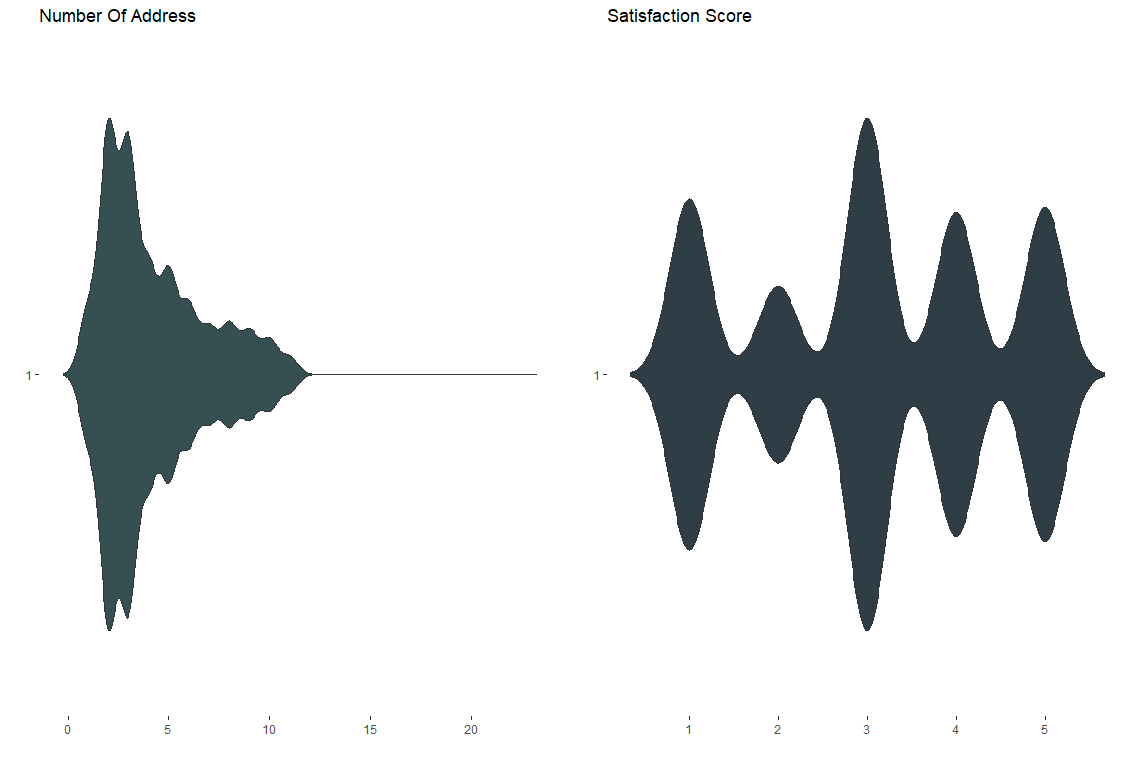 Number Of Address
Satisfaction Score
1
1
0 5 10 15 20
1 2 3 4 5